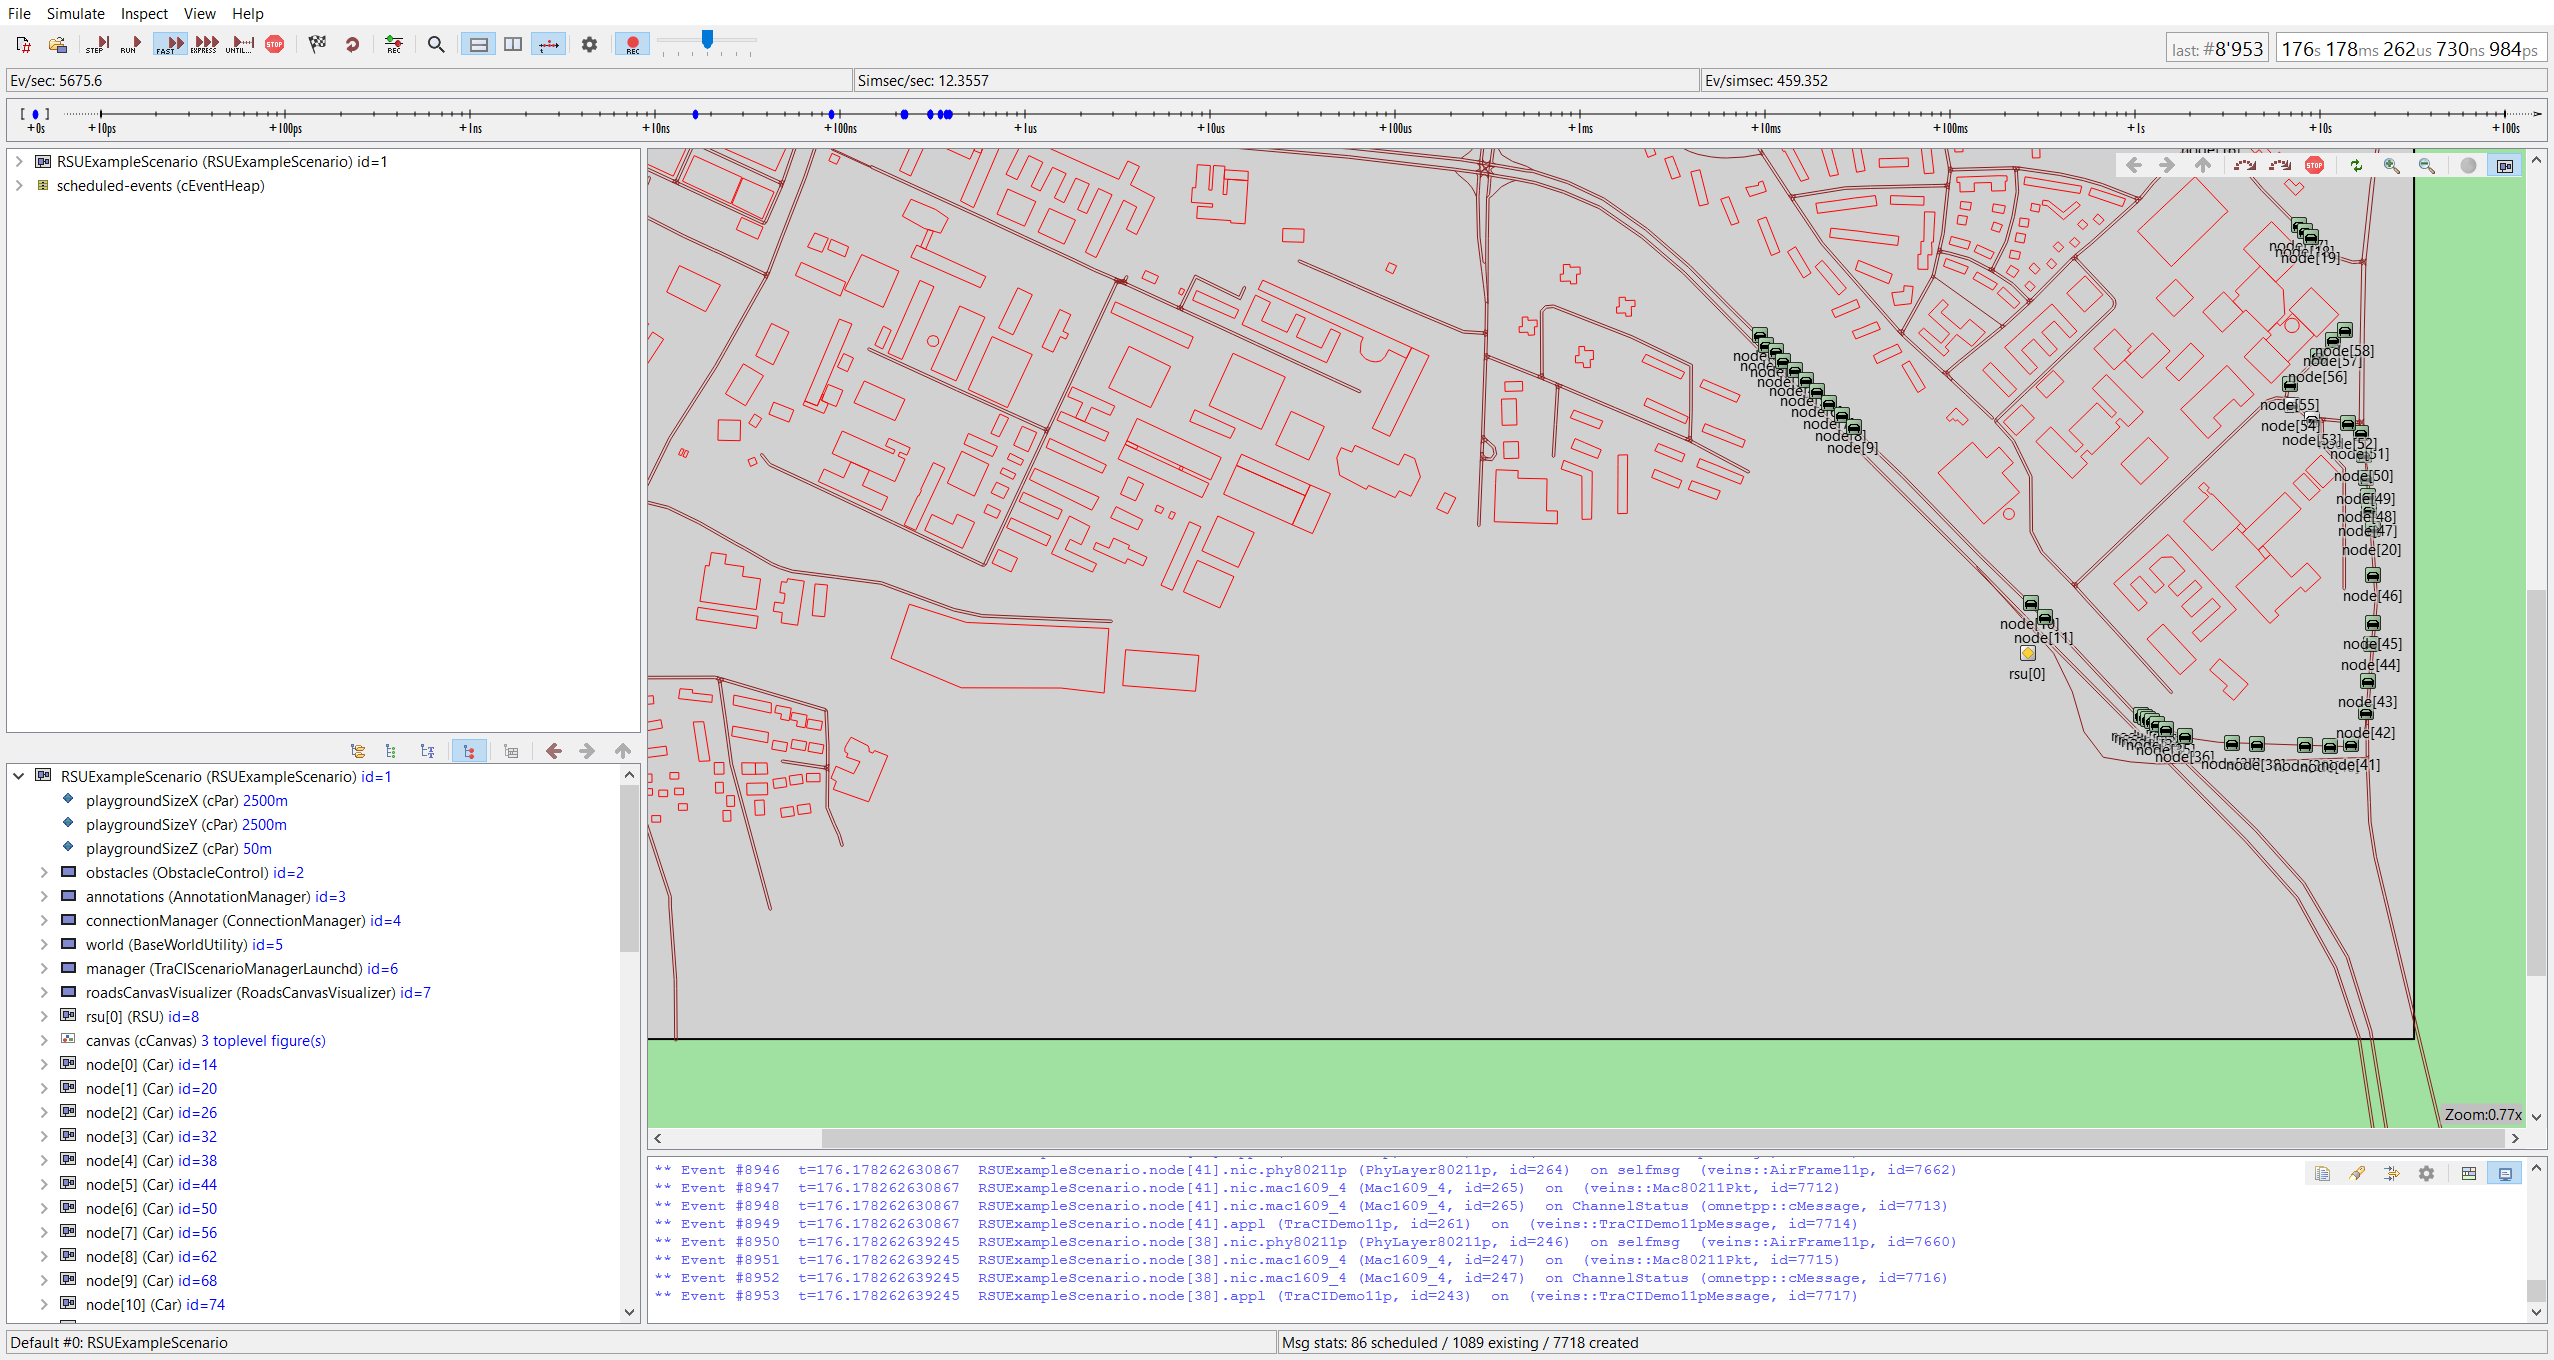 File Simulate Inspect View Help
STEP RUN FAST EXPRESS UNTIL... STOP REC REC
last: #8'953 176s 178ms 262us 730ns 984ps
Ev/sec: 5675.6 Simsec/sec: 12.3557 Ev/simsec: 459.352
+0s +10ps +100ps +1ns +10ns +100ns +1us +10us +100us +1ms +10ms +100ms +1s +10s +100s
RSUExampleScenario (RSUExampleScenario) id=1
scheduled-events (cEventHeap)
RSUExampleScenario (RSUExampleScenario) id=1
playgroundSizeX (cPar) 2500m
playgroundSizeY (cPar) 2500m
playgroundSizeZ (cPar) 50m
obstacles (ObstacleControl) id=2
annotations (AnnotationManager) id=3
connectionManager (ConnectionManager) id=4
world (BaseWorldUtility) id=5
manager (TraCIScenarioManagerLaunchd) id=6
roadsCanvasVisualizer (RoadsCanvasVisualizer) id=7
rsu[0] (RSU) id=8
canvas (cCanvas) 3 toplevel figure(s)
node[0] (Car) id=14
node[1] (Car) id=20
node[2] (Car) id=26
node[3] (Car) id=32
node[4] (Car) id=38
node[5] (Car) id=44
node[6] (Car) id=50
node[7] (Car) id=56
node[8] (Car) id=62
node[9] (Car) id=68
node[10] (Car) id=74
STOP
node[19]
node[58]
node[57]
node[56]
node[55]
node[54]
node[53]
node[52]
node[51]
node[50]
node[49]
node[48]
node[47]
node[20]
node[46]
node[45]
node[44]
node[43]
node[42]
node[41]
node[8]
node[9]
node[10]
node[11]
rsu[0]
node[36]
node[38]
Zoom:0.77x
** Event #8946 t=176.178262630867 RSUExampleScenario.node[41].nic.phy80211p (PhyLayer80211p, id=264) on selfmsg (veins::AirFrame11p, id=7662)
** Event #8947 t=176.178262630867 RSUExampleScenario.node[41].nic.mac1609_4 (Mac1609_4, id=265) on (veins::Mac80211Pkt, id=7712)
** Event #8948 t=176.178262630867 RSUExampleScenario.node[41].nic.mac1609_4 (Mac1609_4, id=265) on ChannelStatus (omnetpp::cMessage, id=7713)
** Event #8949 t=176.178262630867 RSUExampleScenario.node[41].appl (TraCIDemo11p, id=261) on (veins::TraCIDemo11pMessage, id=7714)
** Event #8950 t=176.178262639245 RSUExampleScenario.node[38].nic.phy80211p (PhyLayer80211p, id=246) on selfmsg (veins::AirFrame11p, id=7660)
** Event #8951 t=176.178262639245 RSUExampleScenario.node[38].nic.mac1609_4 (Mac1609_4, id=247) on (veins::Mac80211Pkt, id=7715)
** Event #8952 t=176.178262639245 RSUExampleScenario.node[38].nic.mac1609_4 (Mac1609_4, id=247) on ChannelStatus (omnetpp::cMessage, id=7716)
** Event #8953 t=176.178262639245 RSUExampleScenario.node[38].appl (TraCIDemo11p, id=243) on (veins::TraCIDemo11pMessage, id=7717)
Default #0: RSUExampleScenario Msg stats: 86 scheduled / 1089 existing / 7718 created